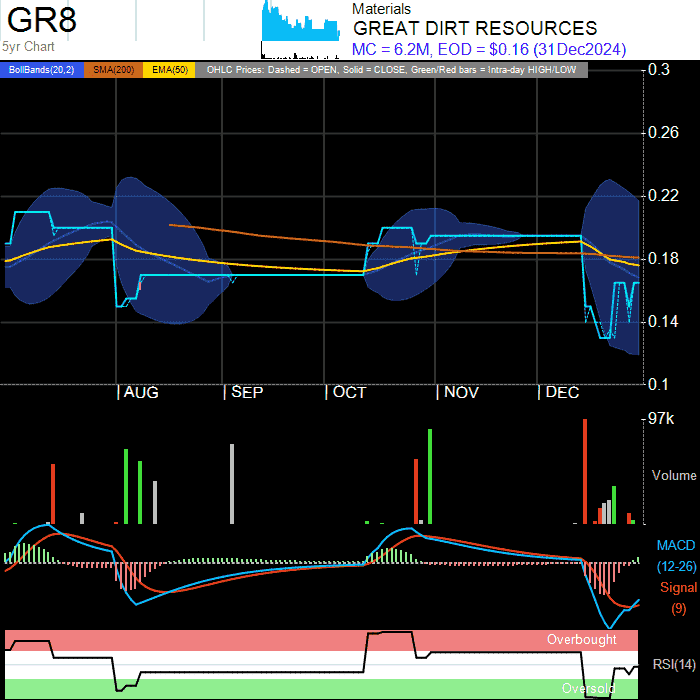 GR8
5yr Chart
Materials
GREAT DIRT RESOURCES
MC = 6.2M, EOD = $0.16 (31Dec2024)
BollBands(20,2) SMA(200) EMA(50) OHLC Prices: Dashed = OPEN, Solid = CLOSE, Green/Red bars = Intra-day HIGH/LOW
0.3
0.26
0.22
0.18
0.14
0.1
AUG SEP OCT NOV DEC
97k
Volume
MACD
(12-26)
Signal
(9)
Overbought
RSI(14)
Oversold